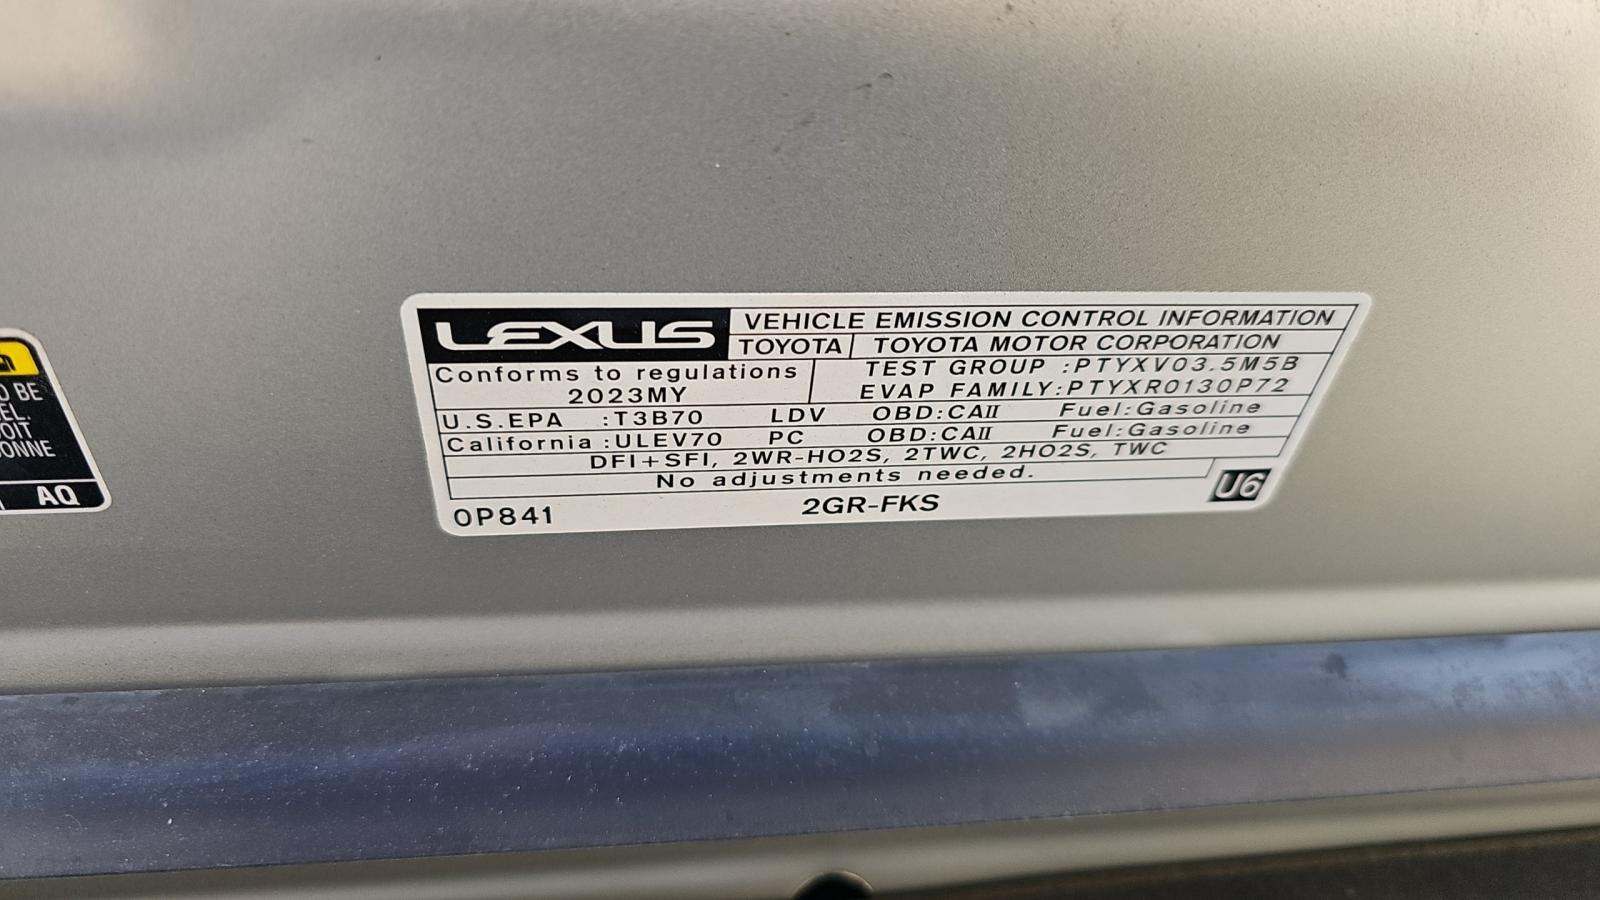 LEXUS VEHICLE EMISSION CONTROL INFORMATION
TOYOTA TOYOTA MOTOR CORPORATION
Conforms to regulations TEST GROUP :PTYXV03.5M5B
2023MY EVAP FAMILY:PTYXR0130P72
U.S.EPA :T3B70 LDV OBD:CAII Fuel:Gasoline
California :ULEV70 PC OBD:CAII Fuel:Gasoline
DFI+SFI, 2WR-HO2S, 2TWC, 2HO2S, TWC
No adjustments needed.
0P841 2GR-FKS U6
BE
AQ